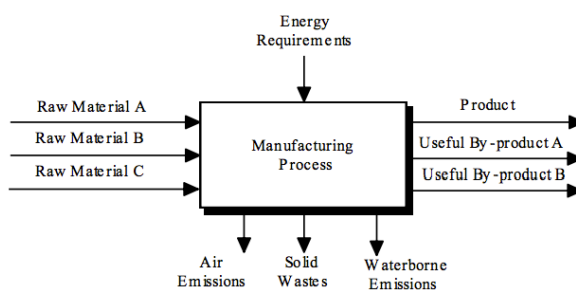 Energy
Requirements
Raw Material A
Raw Material B
Raw Material C
Manufacturing
Process
Product
Useful By-product A
Useful By-product B
Air
Emissions
Solid
Wastes
Waterborne
Emissions